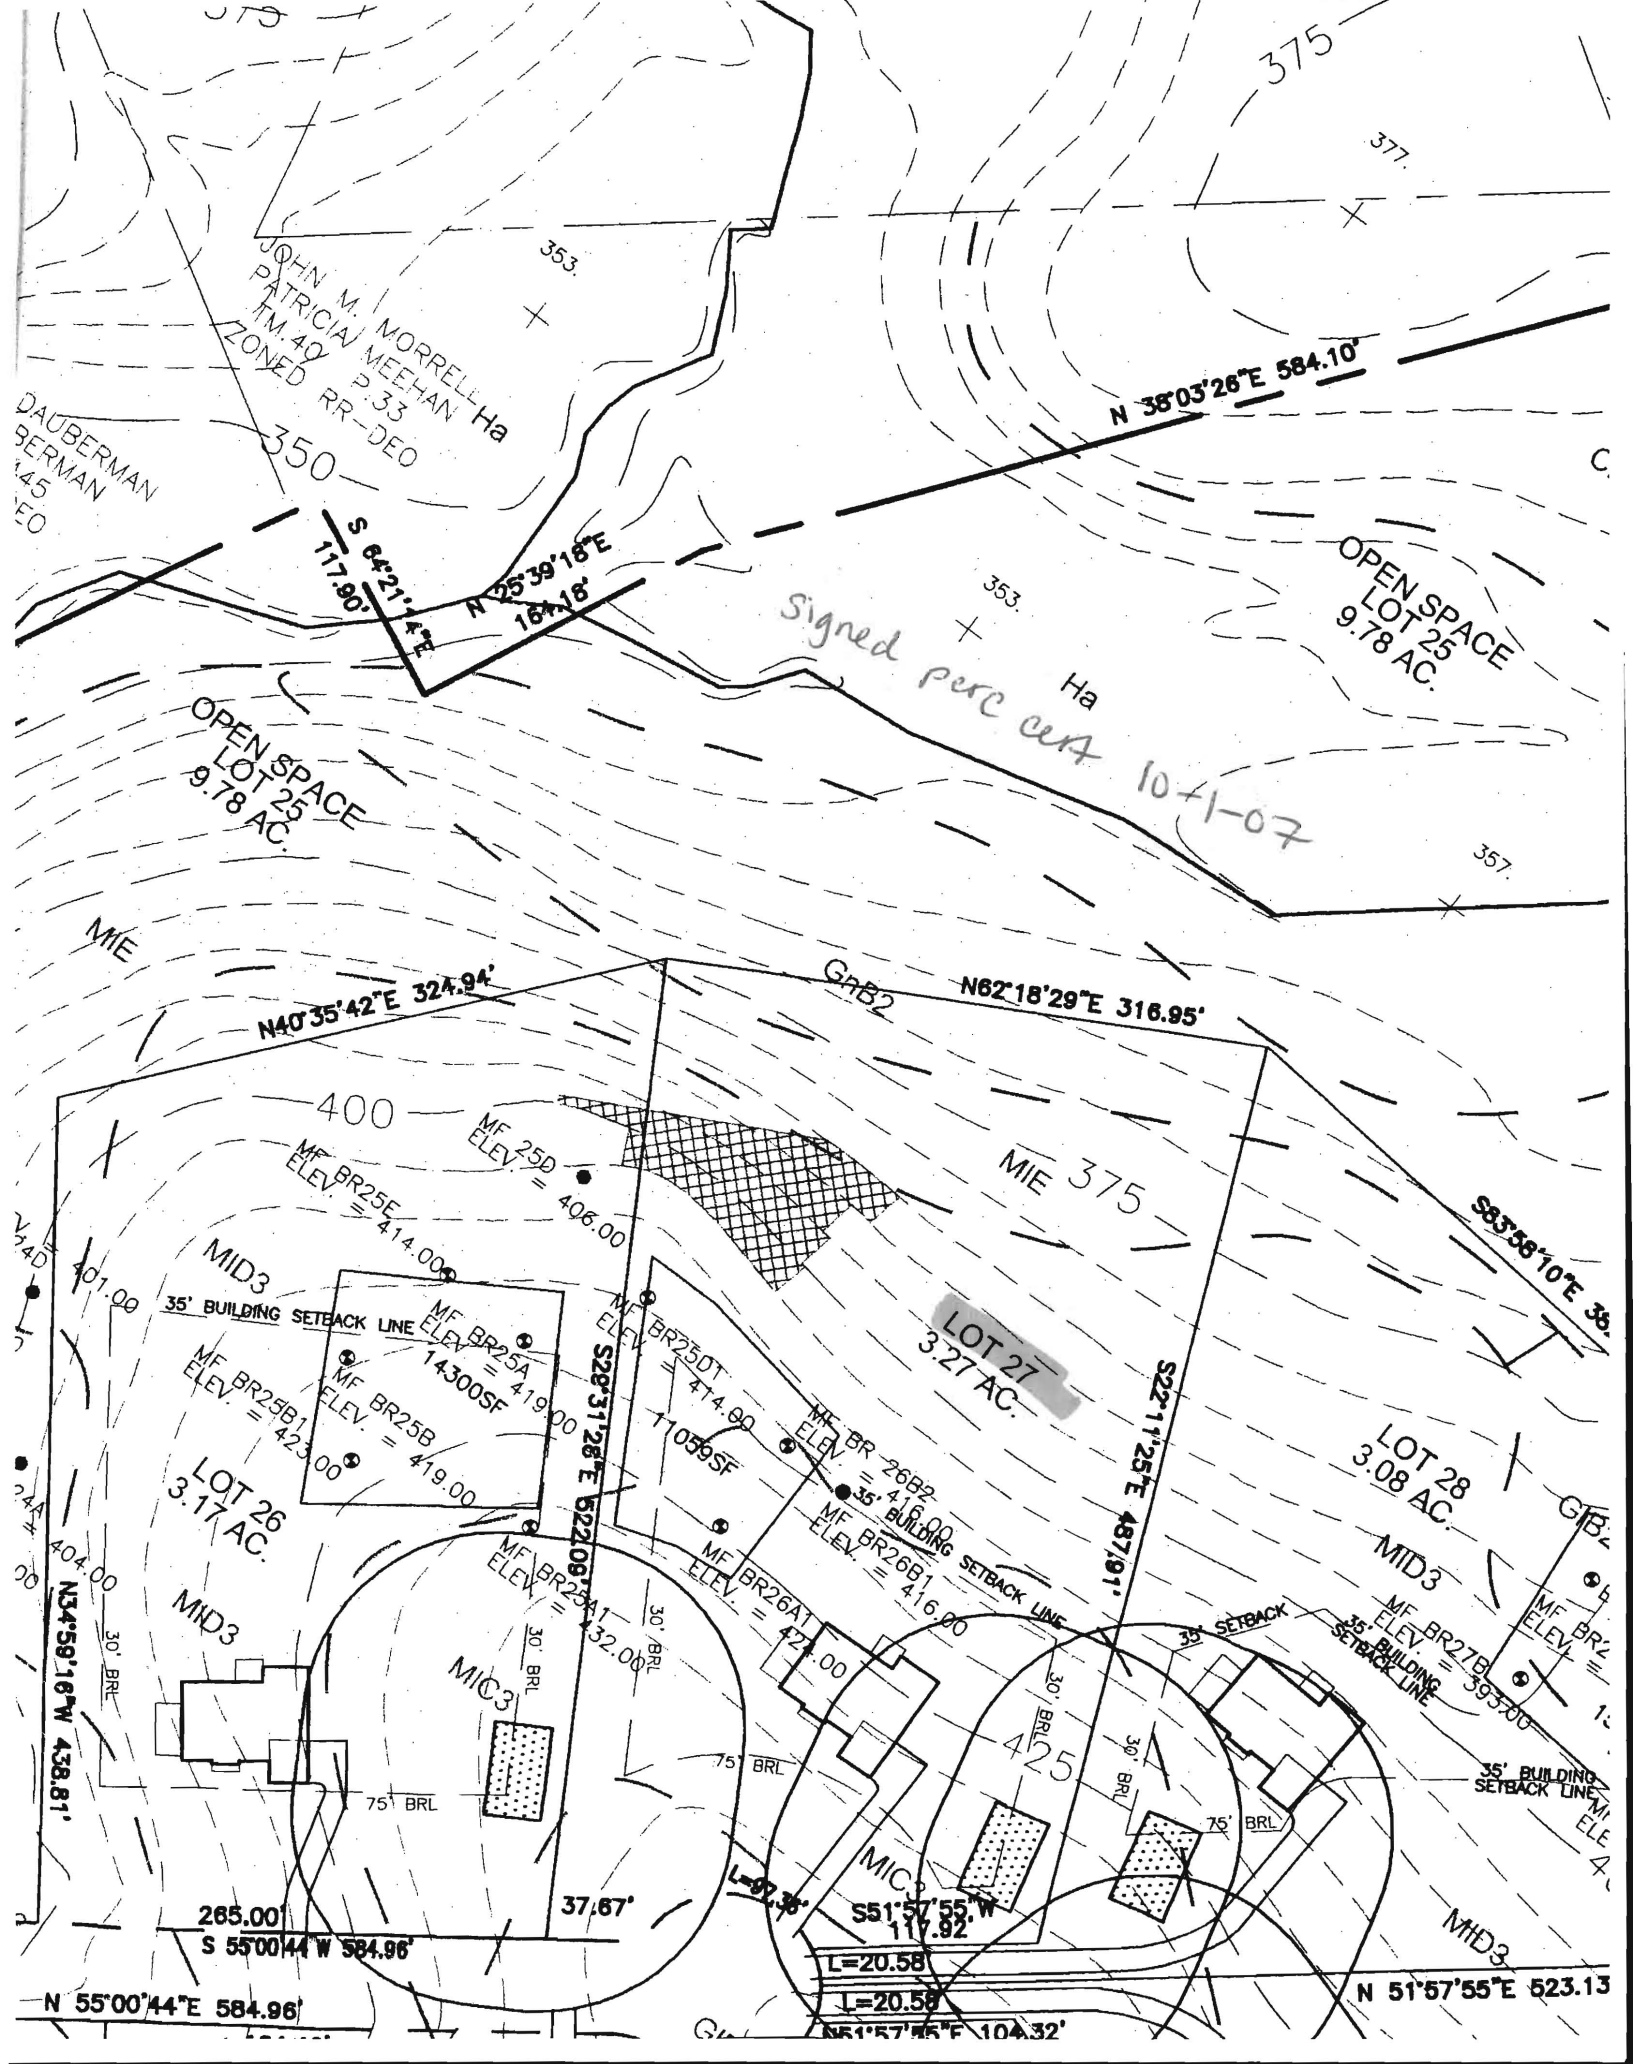 375
377.
353.
JOHN M. MORRELL
PATRICIA MEEHAN
TM.40 P.33
ZONED RR-DEO
Ha
N 38°03'26"E 584.10'
DAUBERMAN
BERMAN
350
S 64°21'14"E
117.90'
N 25°39'18"E
164.18'
353.
Ha
signed perc cert 10-1-07
OPEN SPACE
LOT 25
9.78 AC.
OPEN SPACE
LOT 25
9.78 AC.
357.
MIE
N40°35'42"E 324.94'
GnB2
N62°18'29"E 316.95'
400
MF 25D
ELEV. = 406.00
MF BR25E
ELEV. = 414.00
MIE
375
S83°58'10"E
MID3
401.00
35' BUILDING SETBACK LINE
MF BR25A
ELEV. = 419.00
14300SF
MF BR25D1
ELEV. = 414.00
LOT 27
3.27 AC.
MF BR25B1
ELEV. = 423.00
MF BR25B
ELEV. = 419.00
S28°31'28"E 522.09'
11059SF
MF BR 26B2
ELEV. = 416.00
S22°11'25"E 487.91'
LOT 28
3.08 AC.
LOT 26
3.17 AC.
35' BUILDING SETBACK LINE
MF BR26B1
ELEV. = 416.00
404.00
MF BR25A1
ELEV. = 432.00
MF BR26A1
ELEV. = 424.00
MID3
MID3
N34°59'16"W 438.81'
30' BRL
30' BRL
30' BRL
35' SETBACK
35' BUILDING
SETBACK LINE
MF BR27B
ELEV. = 393.00
MIC3
30' BRL
425
30' BRL
75' BRL
75' BRL
75' BRL
35' BUILDING
SETBACK LINE
MIC3
265.00'
37.67'
L=97.38'
S51°57'55"W
117.92'
S 55°00'44 W 584.96'
L=20.58'
MID3
N 55°00'44"E 584.96'
L=20.58'
N 51°57'55"E 523.13
N51°57'55"E 104.32'